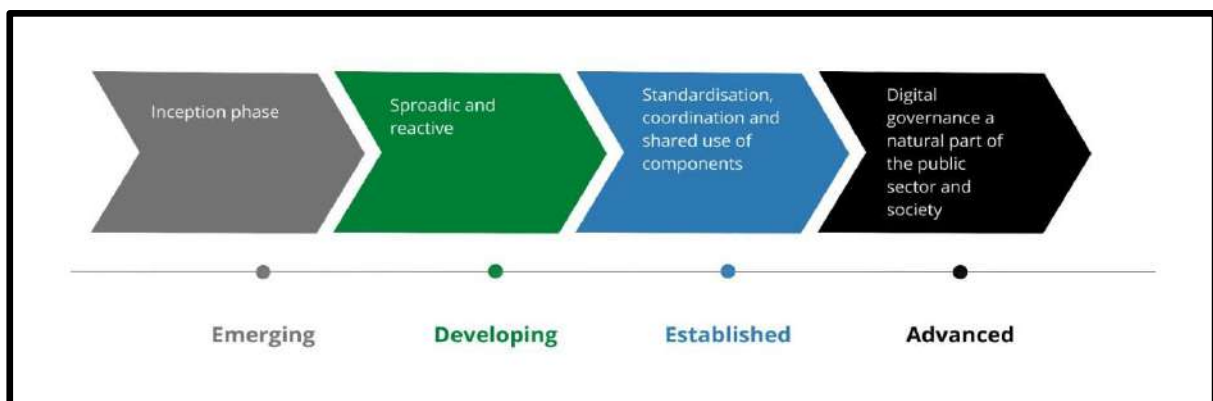 Inception phase
Sproadic and
reactive
Standardisation,
coordination and
shared use of
components
Digital
governance a
natural part of
the public
sector and
society
Emerging
Developing
Established
Advanced